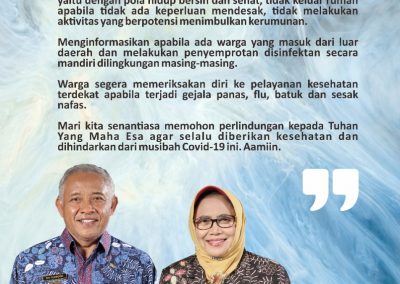 yaitu dengan pola hidup bersih dan sehat, tidak keluar rumah
apabila tidak ada keperluan mendesak, tidak melakukan
aktivitas yang berpotensi menimbulkan kerumunan.
Menginformasikan apabila ada warga yang masuk dari luar
daerah dan melakukan penyemprotan disinfektan secara
mandiri dilingkungan masing-masing.
Warga segera memeriksakan diri ke pelayanan kesehatan
terdekat apabila terjadi gejala panas, flu, batuk dan sesak
nafas.
Mari kita senantiasa memohon perlindungan kepada Tuhan
Yang Maha Esa agar selalu diberikan kesehatan dan
dihindarkan dari musibah Covid-19 ini. Aamiin.